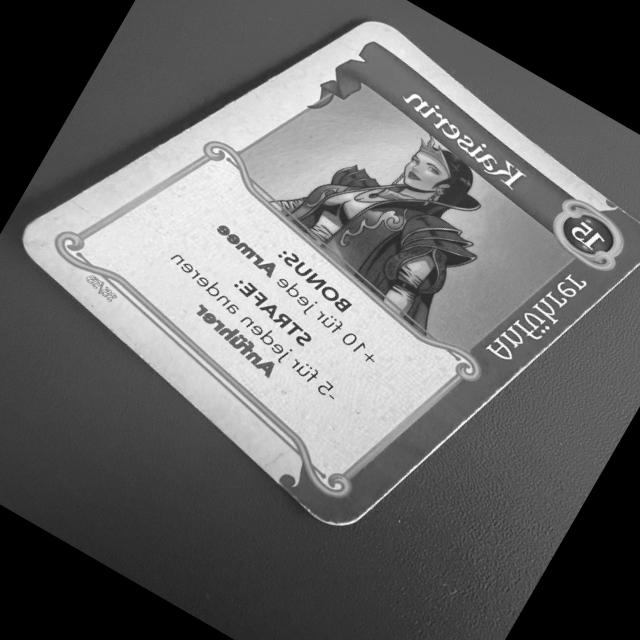 15
Kaiserin
Anführer
BONUS:
+10 für jede Armee
STRAFE:
-5 für jeden anderen
Anführer